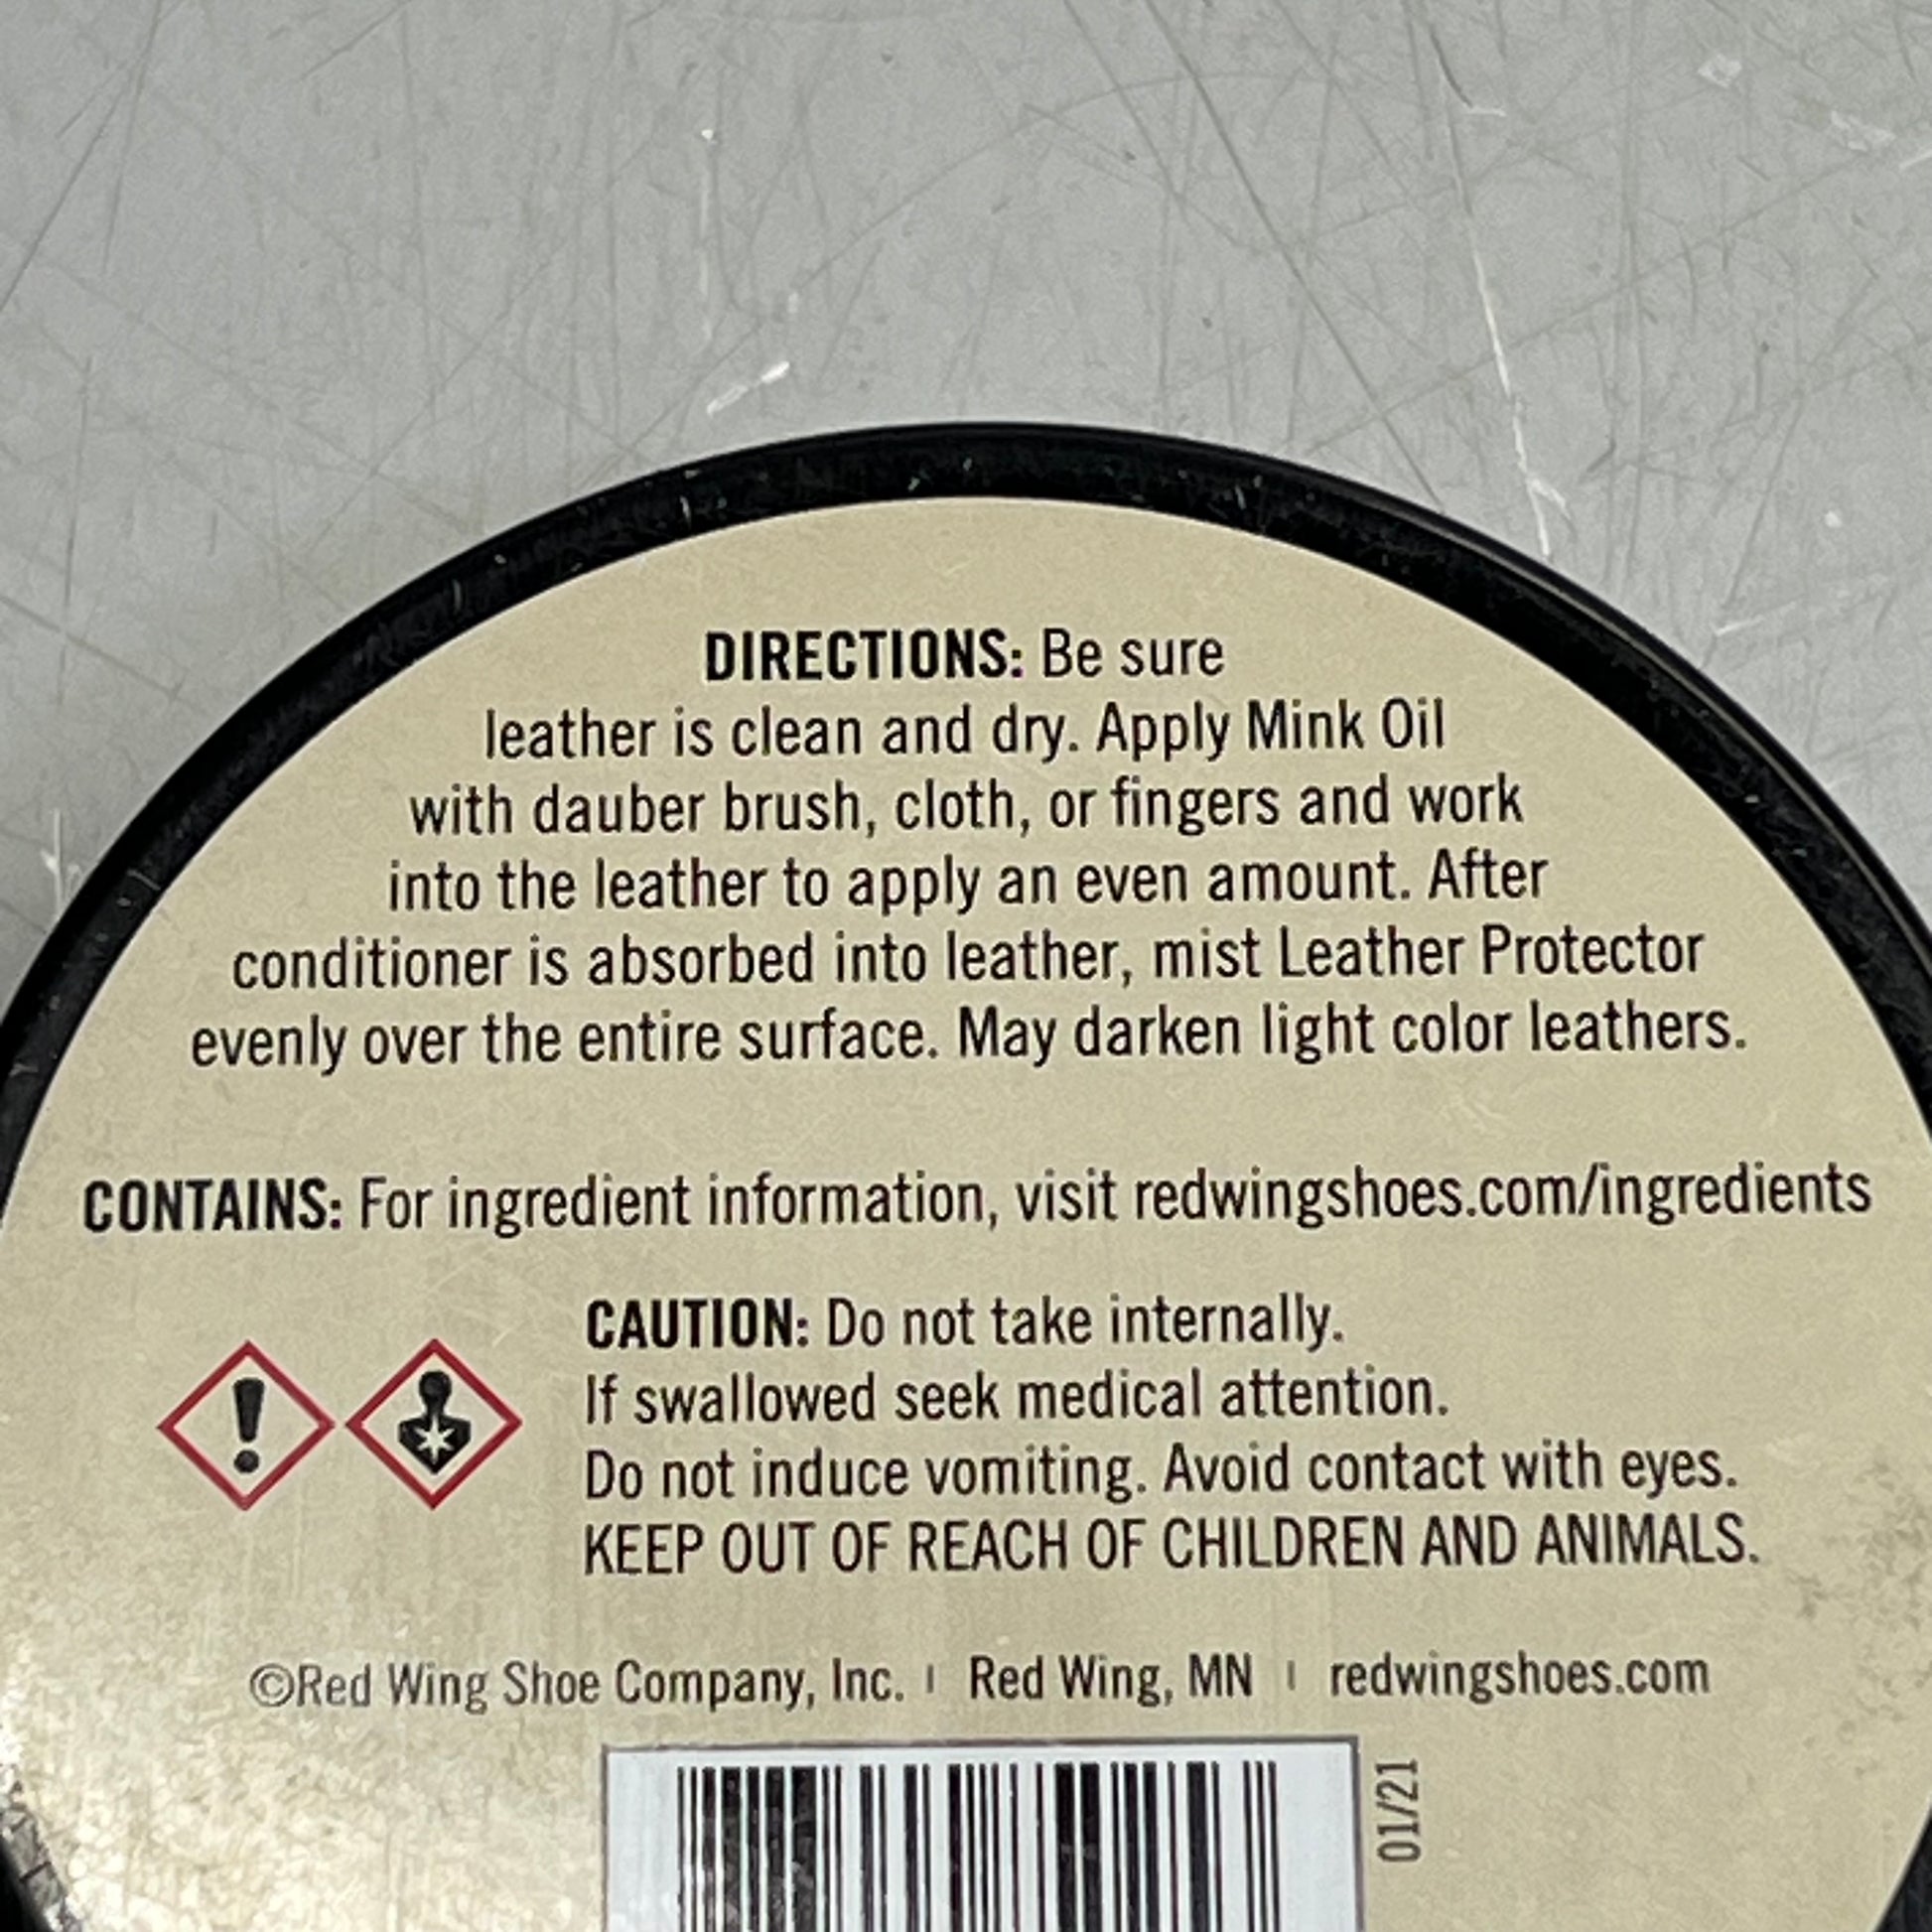 DIRECTIONS: Be sure
leather is clean and dry. Apply Mink Oil
with dauber brush, cloth, or fingers and work
into the leather to apply an even amount. After
conditioner is absorbed into leather, mist Leather Protector
evenly over the entire surface. May darken light color leathers.
CONTAINS: For ingredient information, visit redwingshoes.com/ingredients
CAUTION: Do not take internally.
If swallowed seek medical attention.
Do not induce vomiting. Avoid contact with eyes.
KEEP OUT OF REACH OF CHILDREN AND ANIMALS.
©Red Wing Shoe Company, Inc. | Red Wing, MN | redwingshoes.com
01/21